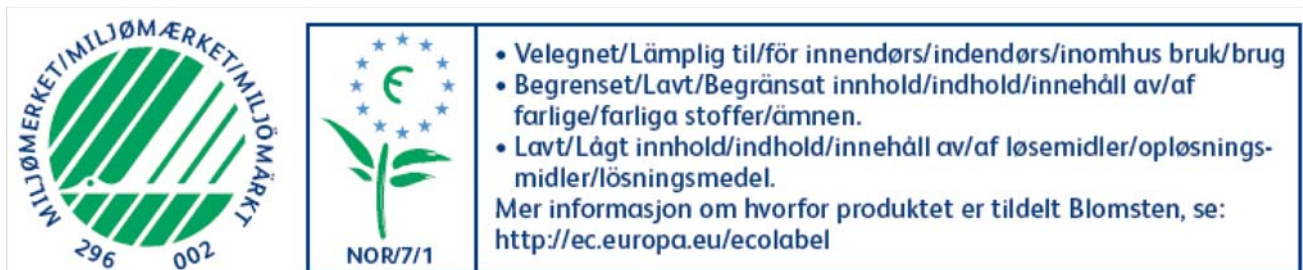 MILJØMERKET/MILJØMÆRKET/MILJÖMÄRKT
296 002
NOR/7/1
• Velegnet/Lämplig til/för innendørs/indendørs/inomhus bruk/brug
• Begrenset/Lavt/Begränsat innhold/indhold/innehåll av/af
farlige/farliga stoffer/ämnen.
• Lavt/Lågt innhold/indhold/innehåll av/af løsemidler/opløsnings-
midler/lösningsmedel.
Mer informasjon om hvorfor produktet er tildelt Blomsten, se:
http://ec.europa.eu/ecolabel